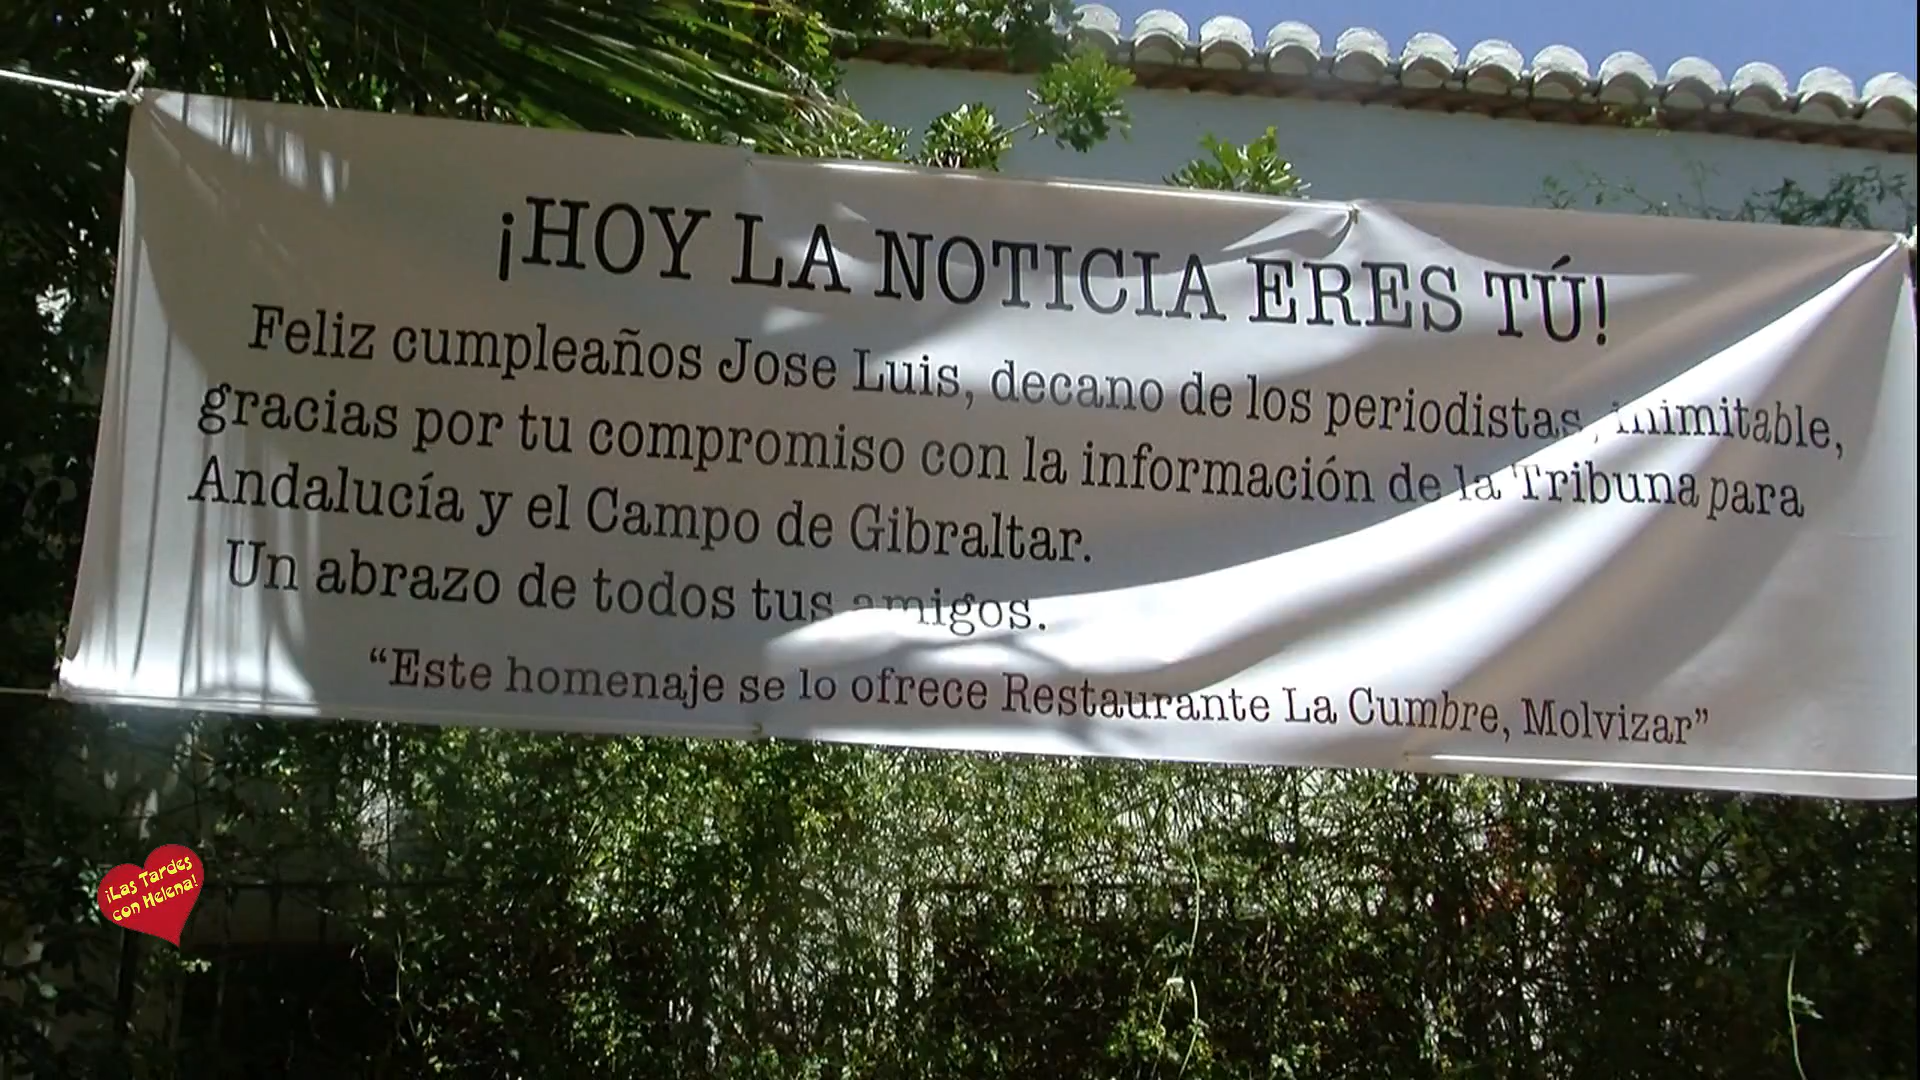 ¡HOY LA NOTICIA ERES TÚ!
Feliz cumpleaños Jose Luis, decano de los periodistas, inimitable,
gracias por tu compromiso con la información de la Tribuna para
Andalucía y el Campo de Gibraltar.
Un abrazo de todos tus amigos.
“Este homenaje se lo ofrece Restaurante La Cumbre, Molvizar”
¡Las Tardes
con Helena!